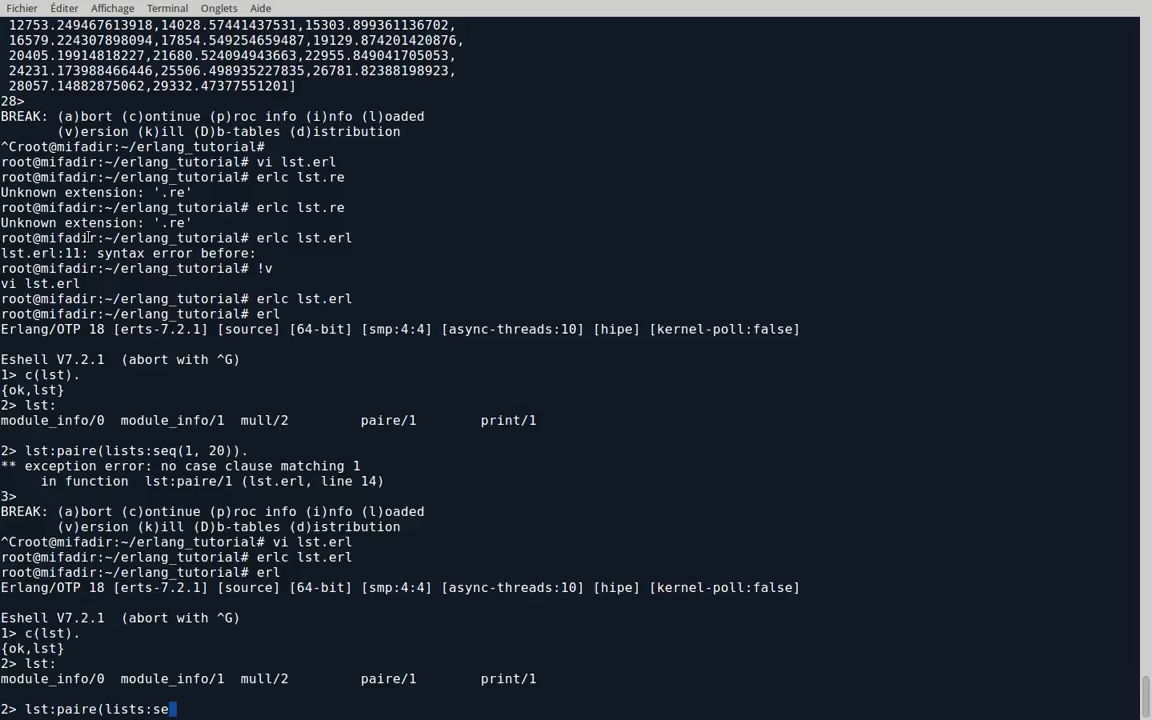 Fichier Éditer Affichage Terminal Onglets Aide
12753.249467613918,14028.57441437531,15303.899361136702,
16579.224307898094,17854.549254659487,19129.874201420876,
20405.19914818227,21680.524094943663,22955.849041705053,
24231.173988466446,25506.498935227835,26781.82388198923,
28057.14882875062,29332.47377551201]
28>
BREAK: (a)bort (c)ontinue (p)roc info (i)nfo (l)oaded
(v)ersion (k)ill (D)b-tables (d)istribution
^Croot@mifadir:~/erlang_tutorial#
root@mifadir:~/erlang_tutorial# vi lst.erl
root@mifadir:~/erlang_tutorial# erlc lst.re
Unknown extension: '.re'
root@mifadir:~/erlang_tutorial# erlc lst.re
Unknown extension: '.re'
root@mifadir:~/erlang_tutorial# erlc lst.erl
lst.erl:11: syntax error before:
root@mifadir:~/erlang_tutorial# !v
vi lst.erl
root@mifadir:~/erlang_tutorial# erlc lst.erl
root@mifadir:~/erlang_tutorial# erl
Erlang/OTP 18 [erts-7.2.1] [source] [64-bit] [smp:4:4] [async-threads:10] [hipe] [kernel-poll:false]
Eshell V7.2.1 (abort with ^G)
1> c(lst).
{ok,lst}
2> lst:
module_info/0 module_info/1 mull/2 paire/1 print/1
2> lst:paire(lists:seq(1, 20)).
** exception error: no case clause matching 1
in function lst:paire/1 (lst.erl, line 14)
3>
BREAK: (a)bort (c)ontinue (p)roc info (i)nfo (l)oaded
(v)ersion (k)ill (D)b-tables (d)istribution
^Croot@mifadir:~/erlang_tutorial# vi lst.erl
root@mifadir:~/erlang_tutorial# erlc lst.erl
root@mifadir:~/erlang_tutorial# erl
Erlang/OTP 18 [erts-7.2.1] [source] [64-bit] [smp:4:4] [async-threads:10] [hipe] [kernel-poll:false]
Eshell V7.2.1 (abort with ^G)
1> c(lst).
{ok,lst}
2> lst:
module_info/0 module_info/1 mull/2 paire/1 print/1
2> lst:paire(lists:se